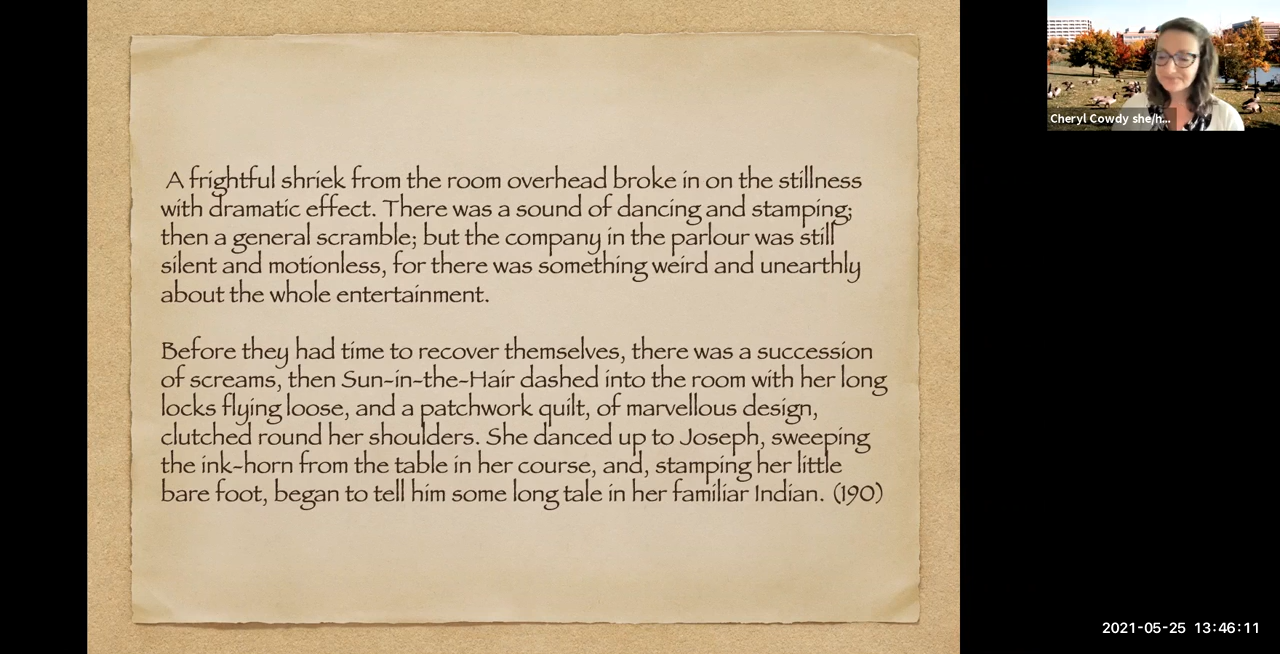 A frightful shriek from the room overhead broke in on the stillness
with dramatic effect. There was a sound of dancing and stamping;
then a general scramble; but the company in the parlour was still
silent and motionless, for there was something weird and unearthly
about the whole entertainment.
Before they had time to recover themselves, there was a succession
of screams, then Sun-in-the-Hair dashed into the room with her long
locks flying loose, and a patchwork quilt, of marvellous design,
clutched round her shoulders. She danced up to Joseph, sweeping
the ink-horn from the table in her course, and, stamping her little
bare foot, began to tell him some long tale in her familiar Indian. (190)
Cheryl Cowdy she/h...
2021-05-25 13:46:11